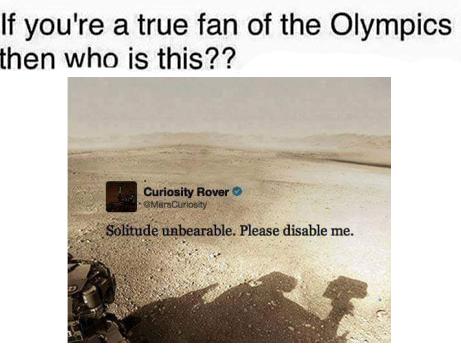 If you're a true fan of the Olympics
then who is this??
Curiosity Rover
@MarsCuriosity
Solitude unbearable. Please disable me.